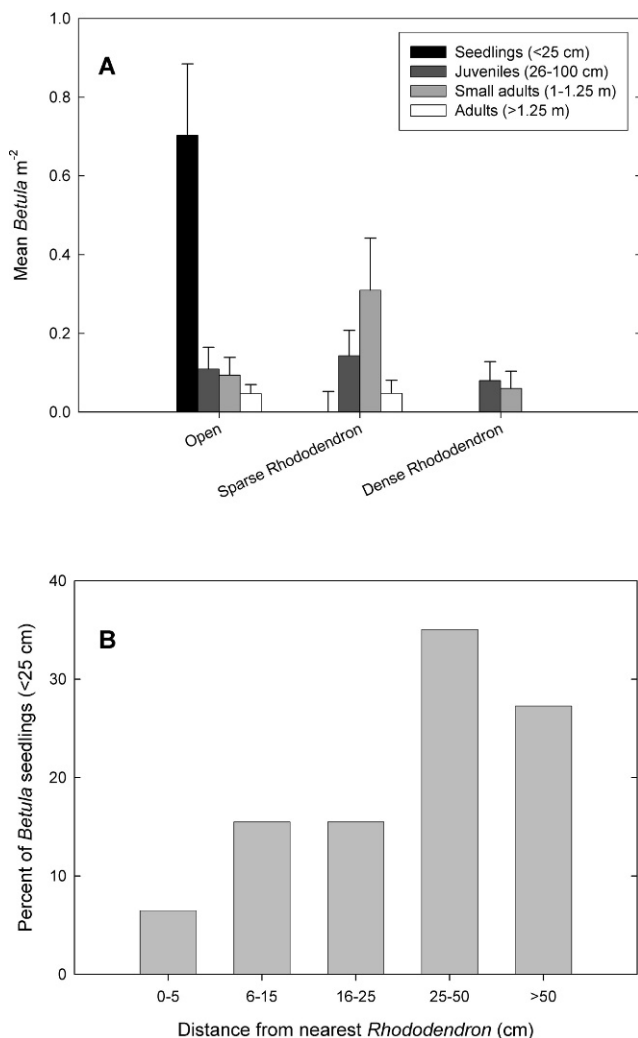 1.0
0.8
0.6
0.4
0.2
0.0
Mean Betula m-2
A
Seedlings (<25 cm)
Juveniles (26-100 cm)
Small adults (1-1.25 m)
Adults (>1.25 m)
Open
Sparse Rhododendron
Dense Rhododendron
40
30
20
10
0
Percent of Betula seedlings (<25 cm)
B
0-5 6-15 16-25 25-50 >50
Distance from nearest Rhododendron (cm)